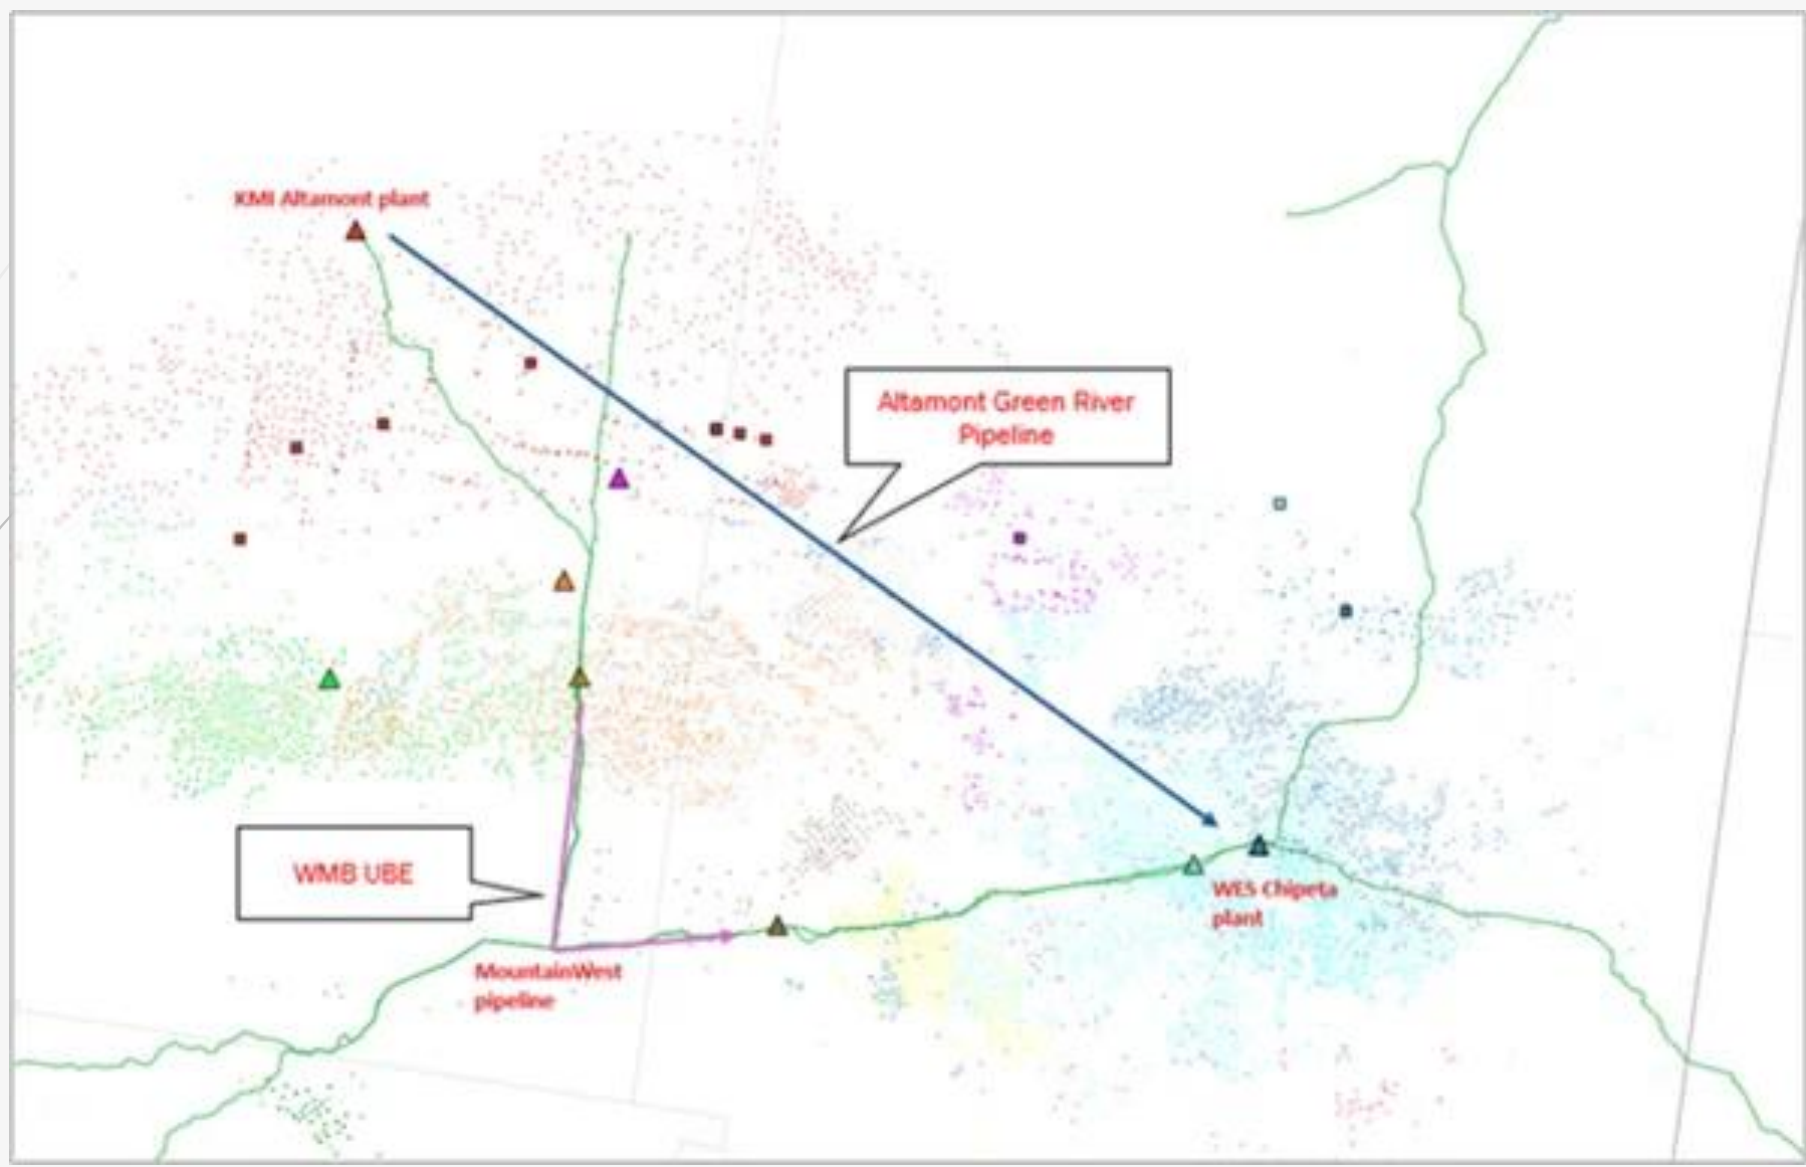 KMI Altamont plant
Altamont Green River
Pipeline
WMB UBE
WES Chipeta
plant
MountainWest
pipeline